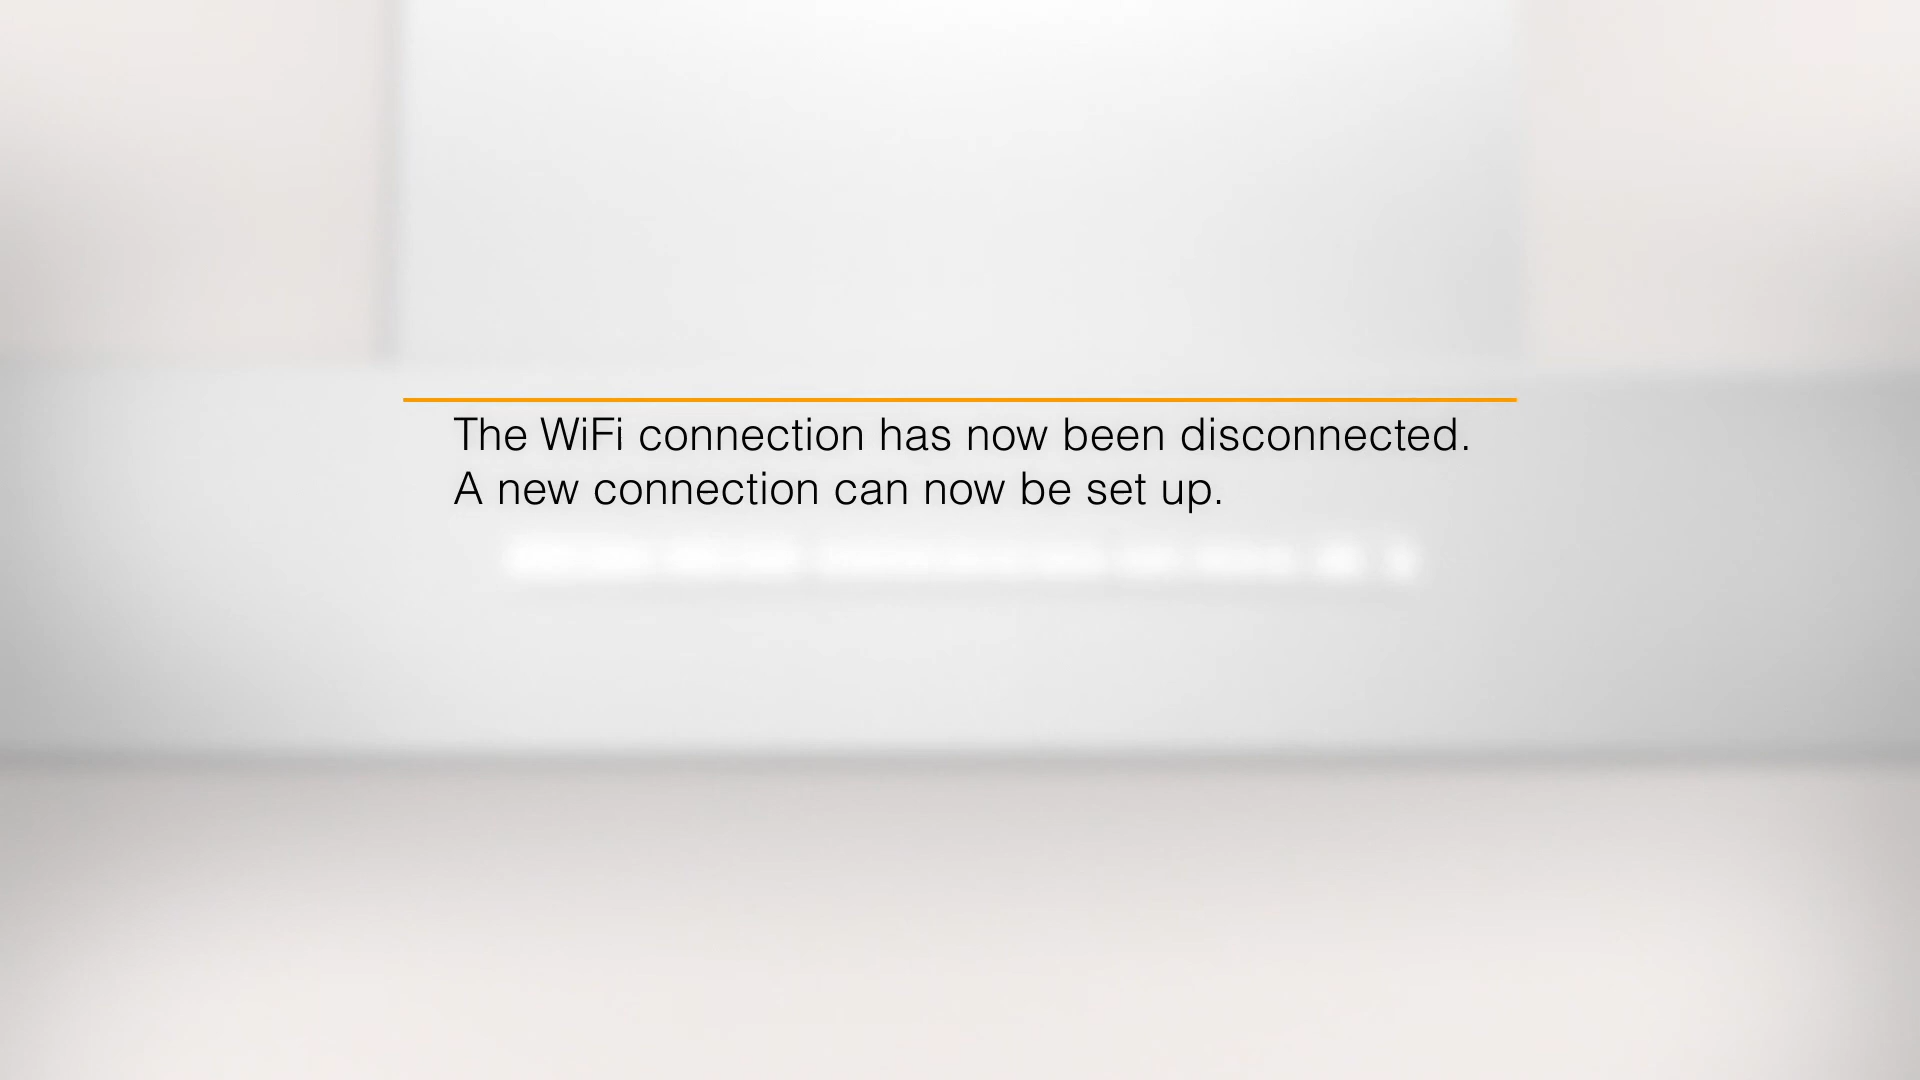 The WiFi connection has now been disconnected.
A new connection can now be set up.